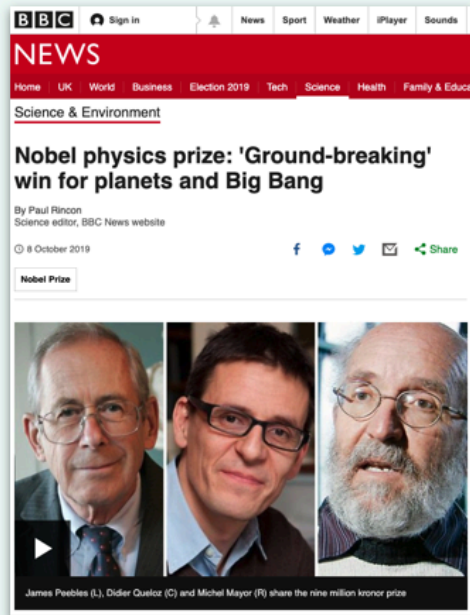 BBC Sign in News Sport Weather iPlayer Sounds
NEWS
Home UK World Business Election 2019 Tech Science Health Family & Educa
Science & Environment
Nobel physics prize: 'Ground-breaking'
win for planets and Big Bang
By Paul Rincon
Science editor, BBC News website
8 October 2019 Share
Nobel Prize
James Peebles (L), Didier Queloz (C) and Michel Mayor (R) share the nine million kronor prize